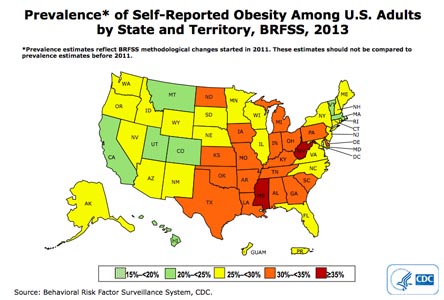 Prevalence* of Self-Reported Obesity Among U.S. Adults
by State and Territory, BRFSS, 2013
*Prevalence estimates reflect BRFSS methodological changes started in 2011. These estimates should not be compared to
prevalence estimates before 2011.
WA
MT
ND
MN
OR
ID
WY
SD
WI
MI
NY
VT
ME
NH
MA
RI
CT
NJ
DE
MD
DC
NV
UT
CO
NE
IA
IL
IN
OH
PA
CA
KS
MO
KY
VA
AZ
NM
OK
AR
TN
NC
SC
TX
LA
AL
GA
FL
AK
HI
GUAM
PR
15%-<20%
20%-<25%
25%-<30%
30%-<35%
≥35%
Source: Behavioral Risk Factor Surveillance System, CDC.
CDC